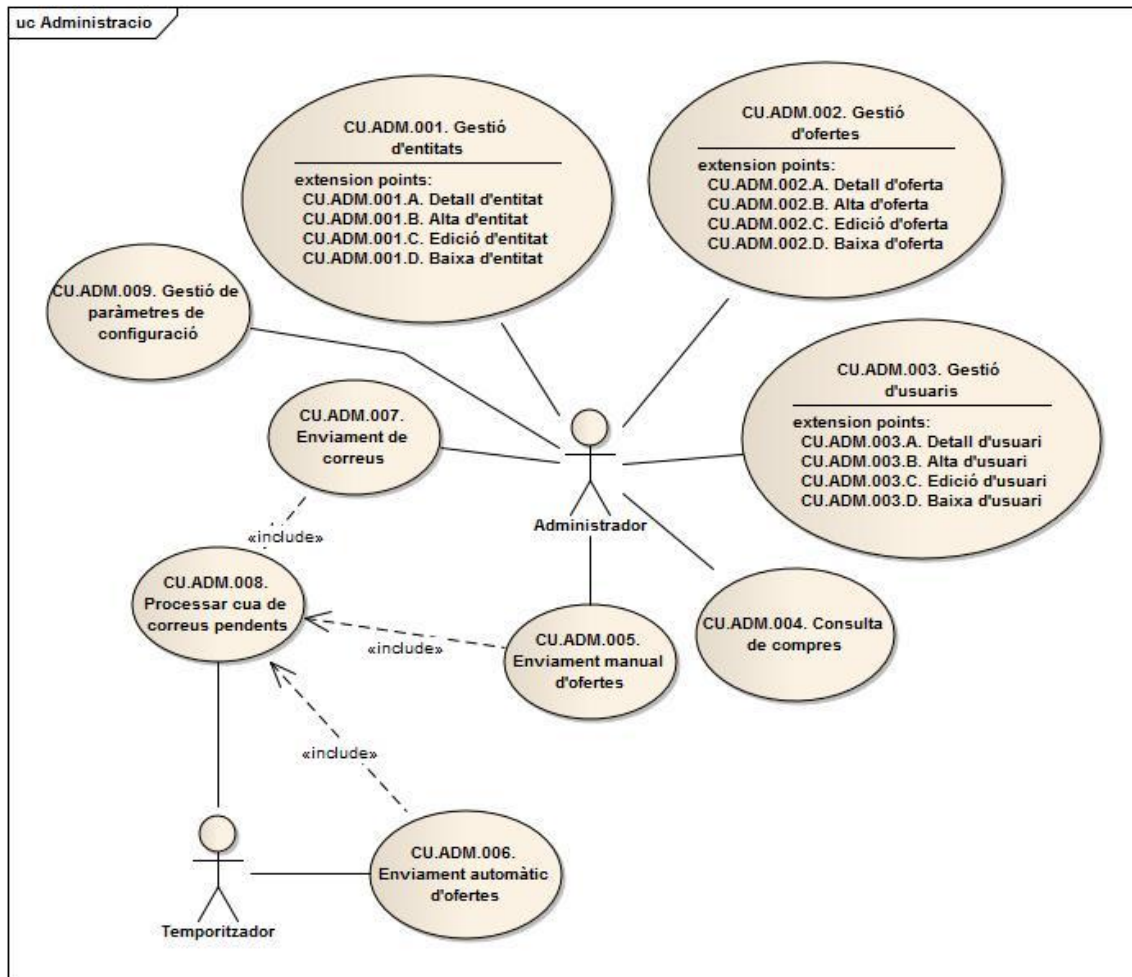 uc Administracio
CU.ADM.001. Gestió
d'entitats
extension points:
CU.ADM.001.A. Detall d'entitat
CU.ADM.001.B. Alta d'entitat
CU.ADM.001.C. Edició d'entitat
CU.ADM.001.D. Baixa d'entitat
CU.ADM.002. Gestió
d'ofertes
extension points:
CU.ADM.002.A. Detall d'oferta
CU.ADM.002.B. Alta d'oferta
CU.ADM.002.C. Edició d'oferta
CU.ADM.002.D. Baixa d'oferta
CU.ADM.009. Gestió de
paràmetres de
configuració
CU.ADM.003. Gestió
d'usuaris
extension points:
CU.ADM.003.A. Detall d'usuari
CU.ADM.003.B. Alta d'usuari
CU.ADM.003.C. Edició d'usuari
CU.ADM.003.D. Baixa d'usuari
CU.ADM.007.
Enviament de
correus
Administrador
«include»
CU.ADM.008.
Processar cua de
correus pendents
«include»
CU.ADM.005.
Enviament manual
d'ofertes
CU.ADM.004. Consulta
de compres
«include»
CU.ADM.006.
Enviament automàtic
d'ofertes
Temporitzador